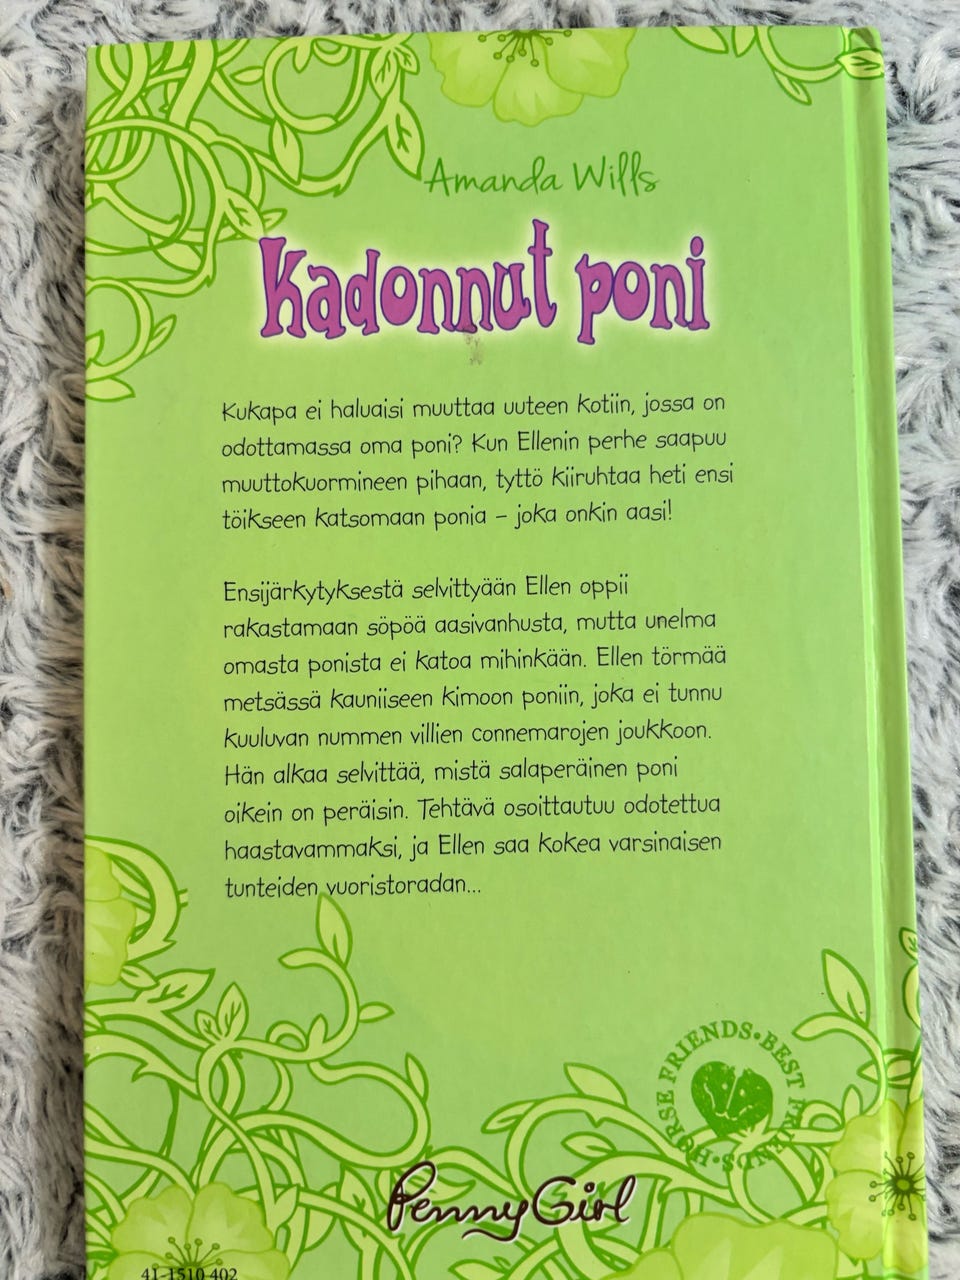 Amanda Wills
Kadonnut poni
Kukapa ei haluaisi muuttaa uuteen kotiin, jossa on
odottamassa oma poni? Kun Ellenin perhe saapuu
muuttokuormineen pihaan, tyttö kiiruhtaa heti ensi
töikseen katsomaan ponia – joka onkin aasi!
Ensijärkytyksestä selvittyään Ellen oppii
rakastamaan söpöä aasivanhusta, mutta unelma
omasta ponista ei katoa mihinkään. Ellen törmää
metsässä kauniiseen kimoon poniin, joka ei tunnu
kuuluvan nummen villien connemarojen joukkoon.
Hän alkaa selvittää, mistä salaperäinen poni
oikein on peräisin. Tehtävä osoittautuu odotettua
haastavammaksi, ja Ellen saa kokea varsinaisen
tunteiden vuoristoradan...
HORSE FRIENDS•BEST FRIENDS•
PennyGirl
41-1510-402